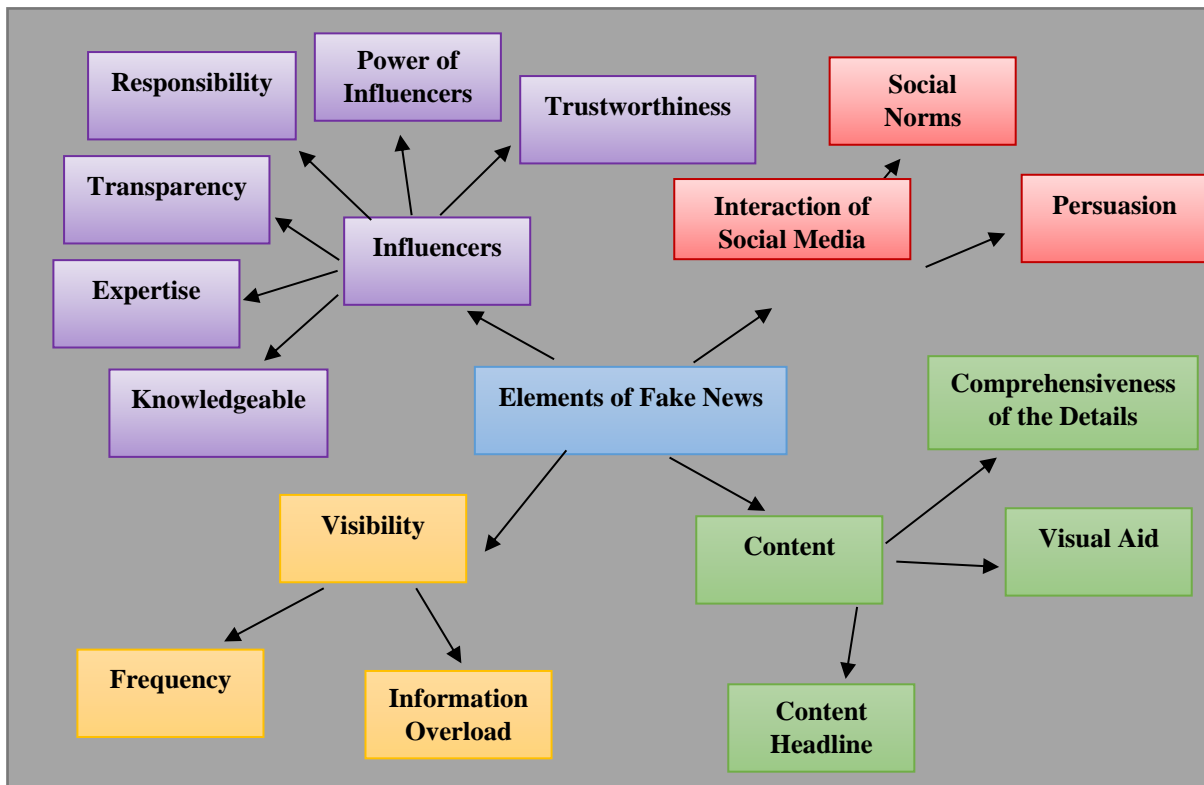 Responsibility
Power of
Influencers
Trustworthiness
Social
Norms
Transparency
Interaction of
Social Media
Persuasion
Influencers
Expertise
Knowledgeable
Elements of Fake News
Comprehensiveness
of the Details
Visibility
Content
Visual Aid
Frequency
Information
Overload
Content
Headline